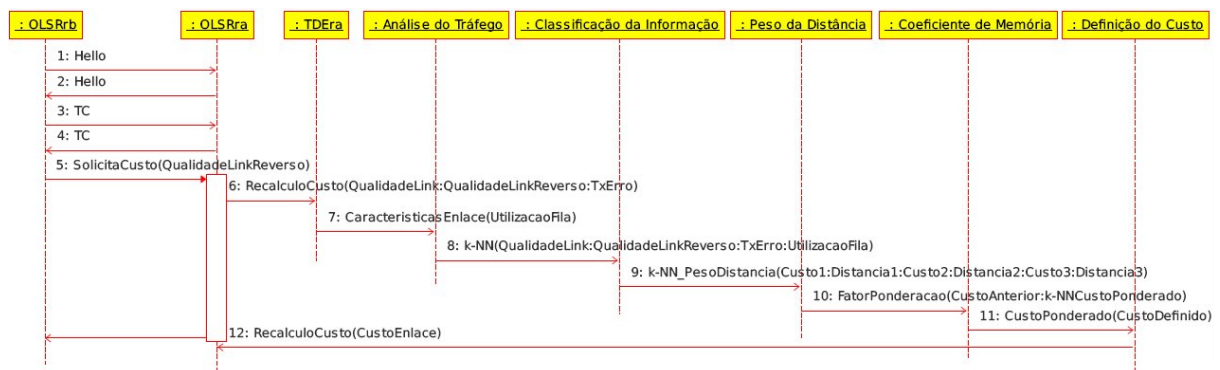 : OLSRrb
: OLSRra
: TDEra
: Análise do Tráfego
: Classificação da Informação
: Peso da Distância
: Coeficiente de Memória
: Definição do Custo
1: Hello
2: Hello
3: TC
4: TC
5: SolicitaCusto(QualidadeLinkReverso)
6: RecalculoCusto(QualidadeLink:QualidadeLinkReverso:TxErro)
7: CaracteristicasEnlace(UtilizacaoFila)
8: k-NN(QualidadeLink:QualidadeLinkReverso:TxErro:UtilizacaoFila)
9: k-NN_PesoDistancia(Custo1:Distancia1:Custo2:Distancia2:Custo3:Distancia3)
10: FatorPonderacao(CustoAnterior:k-NNCustoPonderado)
11: CustoPonderado(CustoDefinido)
12: RecalculoCusto(CustoEnlace)